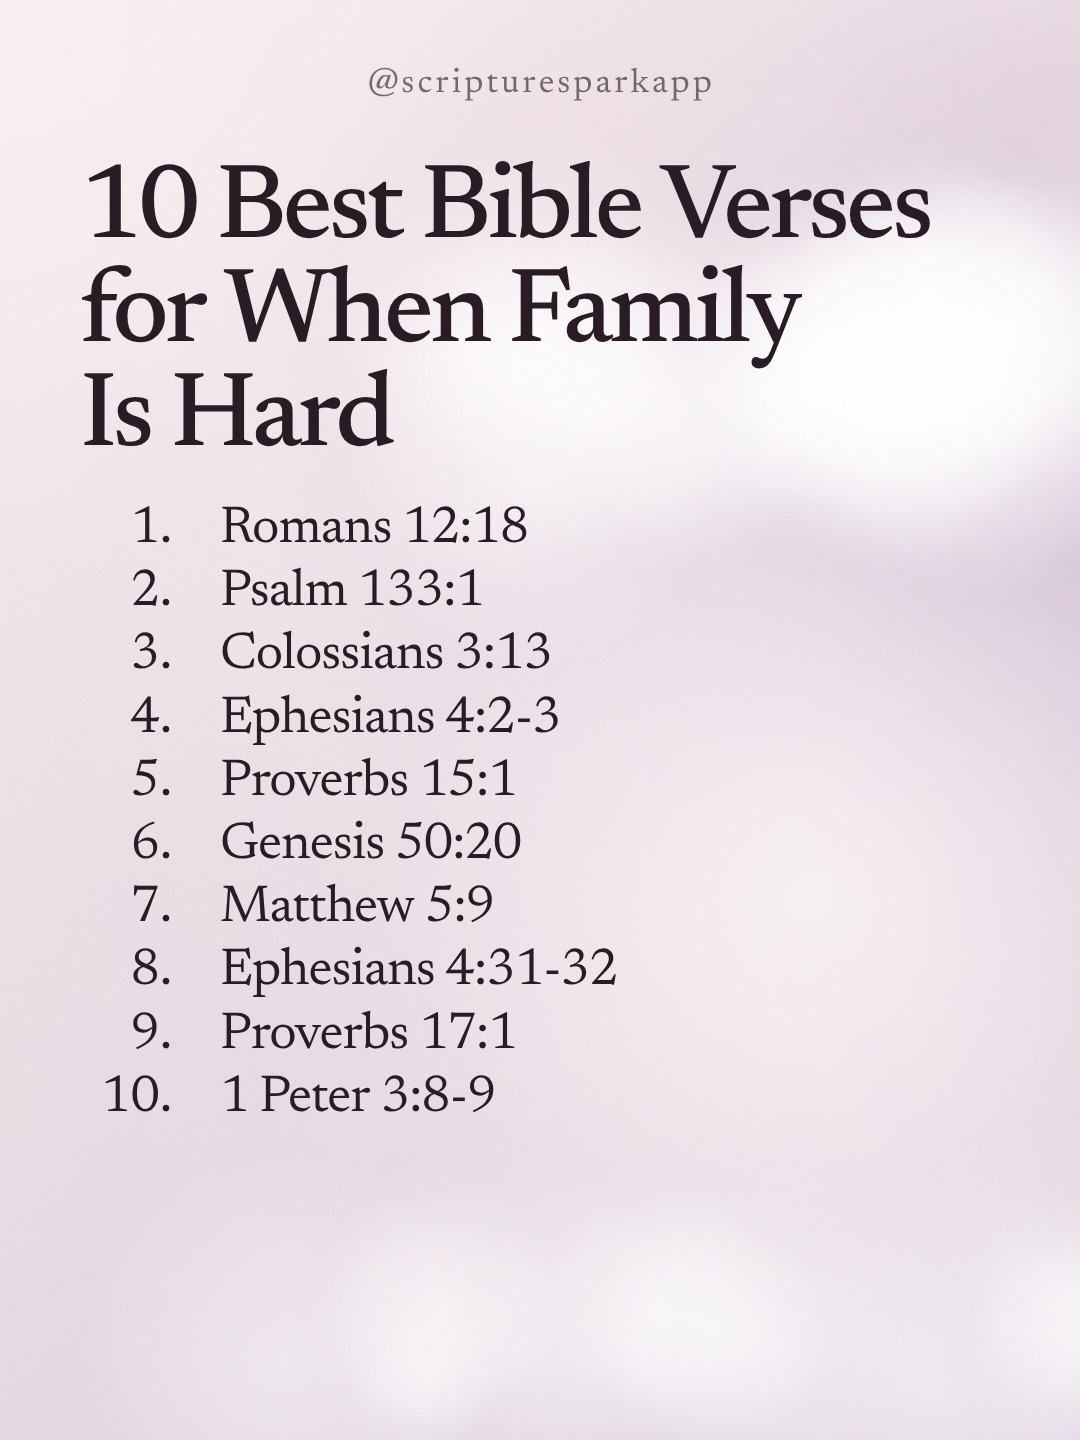 @scripturesparkapp
10 Best Bible Verses
for When Family
Is Hard
1. Romans 12:18
2. Psalm 133:1
3. Colossians 3:13
4. Ephesians 4:2-3
5. Proverbs 15:1
6. Genesis 50:20
7. Matthew 5:9
8. Ephesians 4:31-32
9. Proverbs 17:1
10. 1 Peter 3:8-9